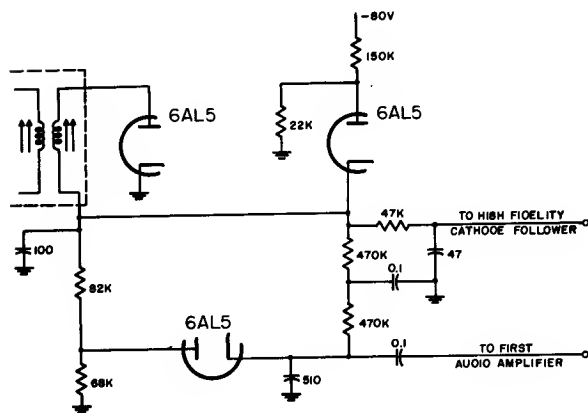 -80V
150K
6AL5
6AL5
22K
47K
TO HIGH FIDELITY
CATHODE FOLLOWER
100
470K
47
0.1
82K
6AL5
470K
0.1
TO FIRST
AUDIO AMPLIFIER
68K
510